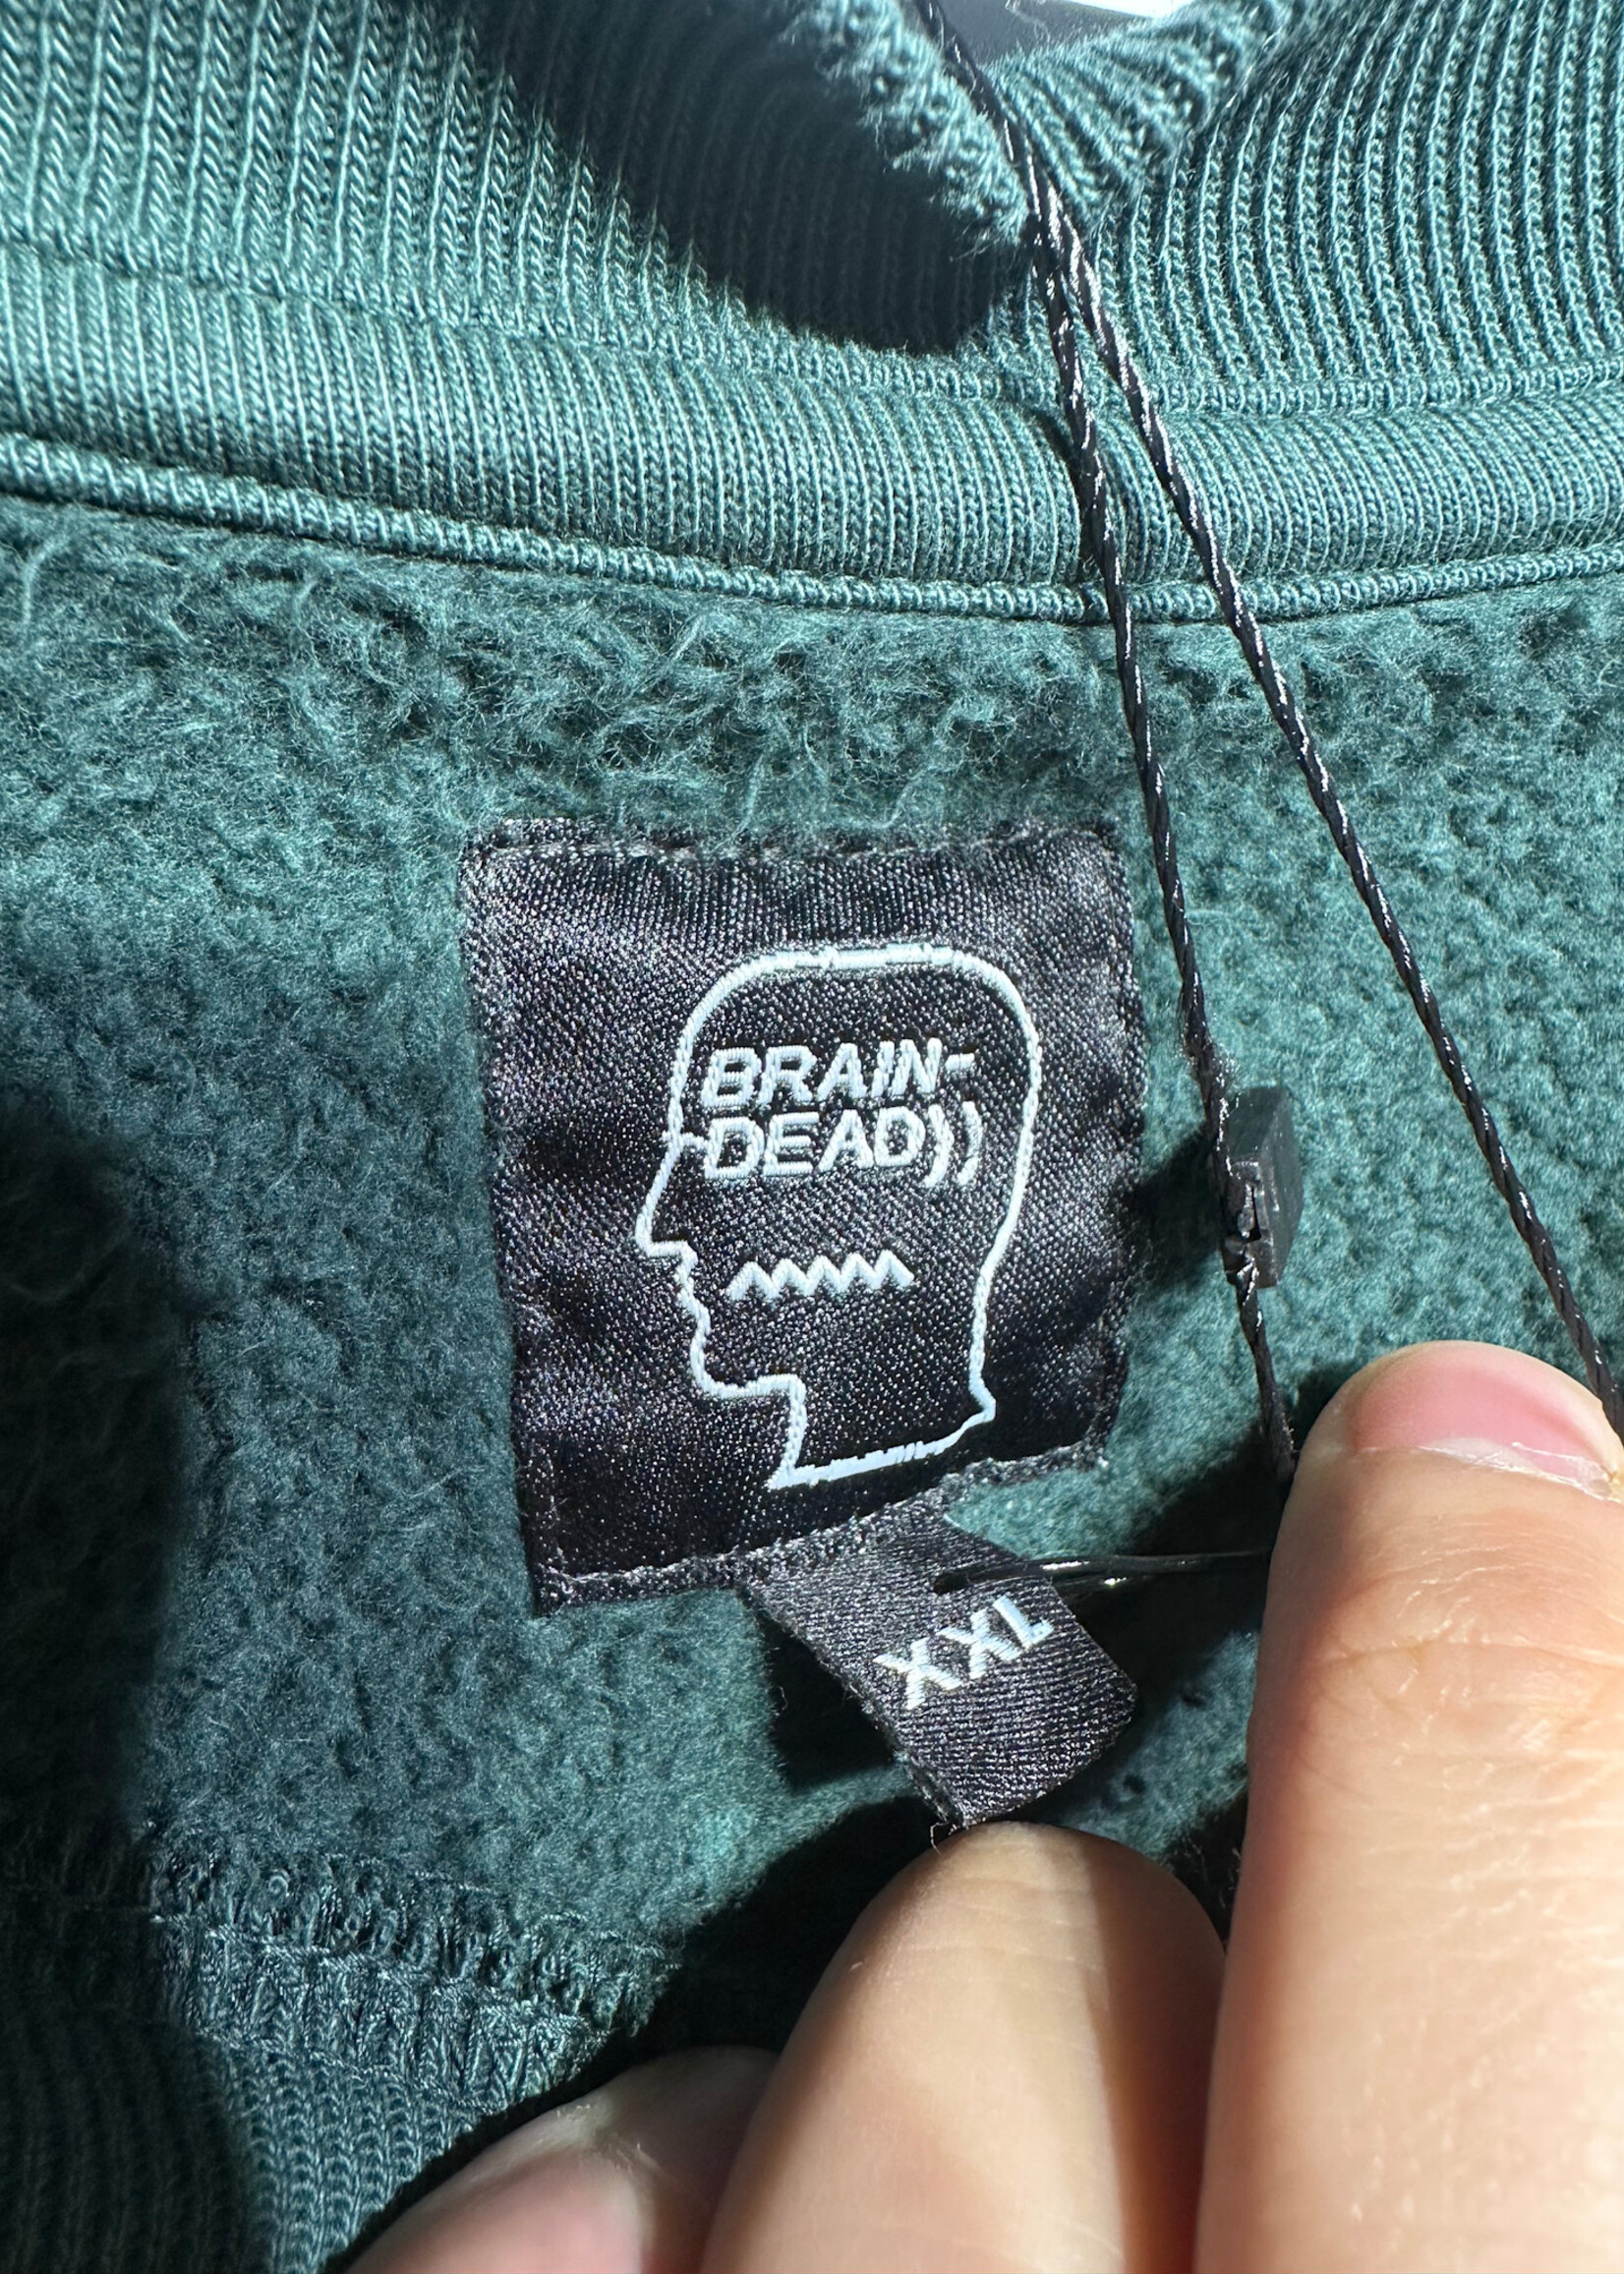 BRAIN-
DEAD))
XXL